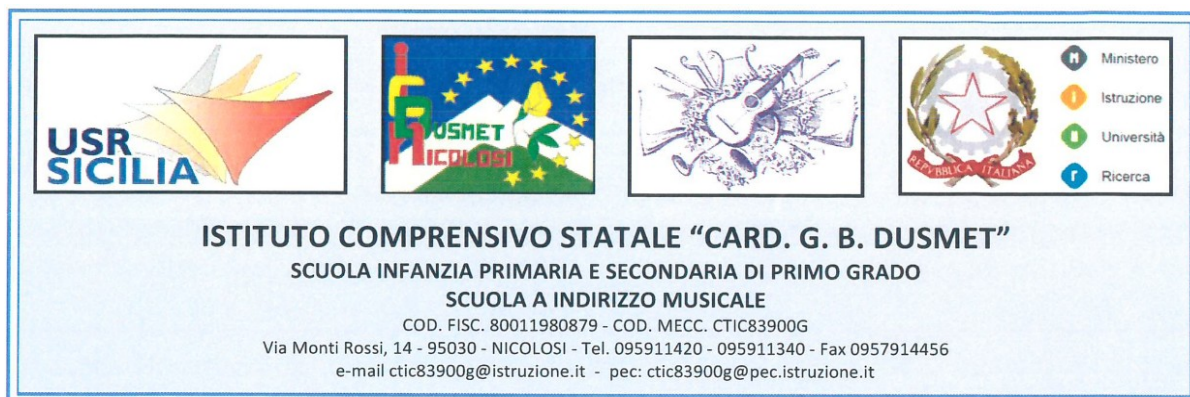 USR
SICILIA
ICS
DUSMET
NICOLOSI
REPVBBLICA ITALIANA
M Ministero
i Istruzione
U Università
r Ricerca
ISTITUTO COMPRENSIVO STATALE “CARD. G. B. DUSMET”
SCUOLA INFANZIA PRIMARIA E SECONDARIA DI PRIMO GRADO
SCUOLA A INDIRIZZO MUSICALE
COD. FISC. 80011980879 - COD. MECC. CTIC83900G
Via Monti Rossi, 14 - 95030 - NICOLOSI - Tel. 095911420 - 095911340 - Fax 0957914456
e-mail ctic83900g@istruzione.it - pec: ctic83900g@pec.istruzione.it